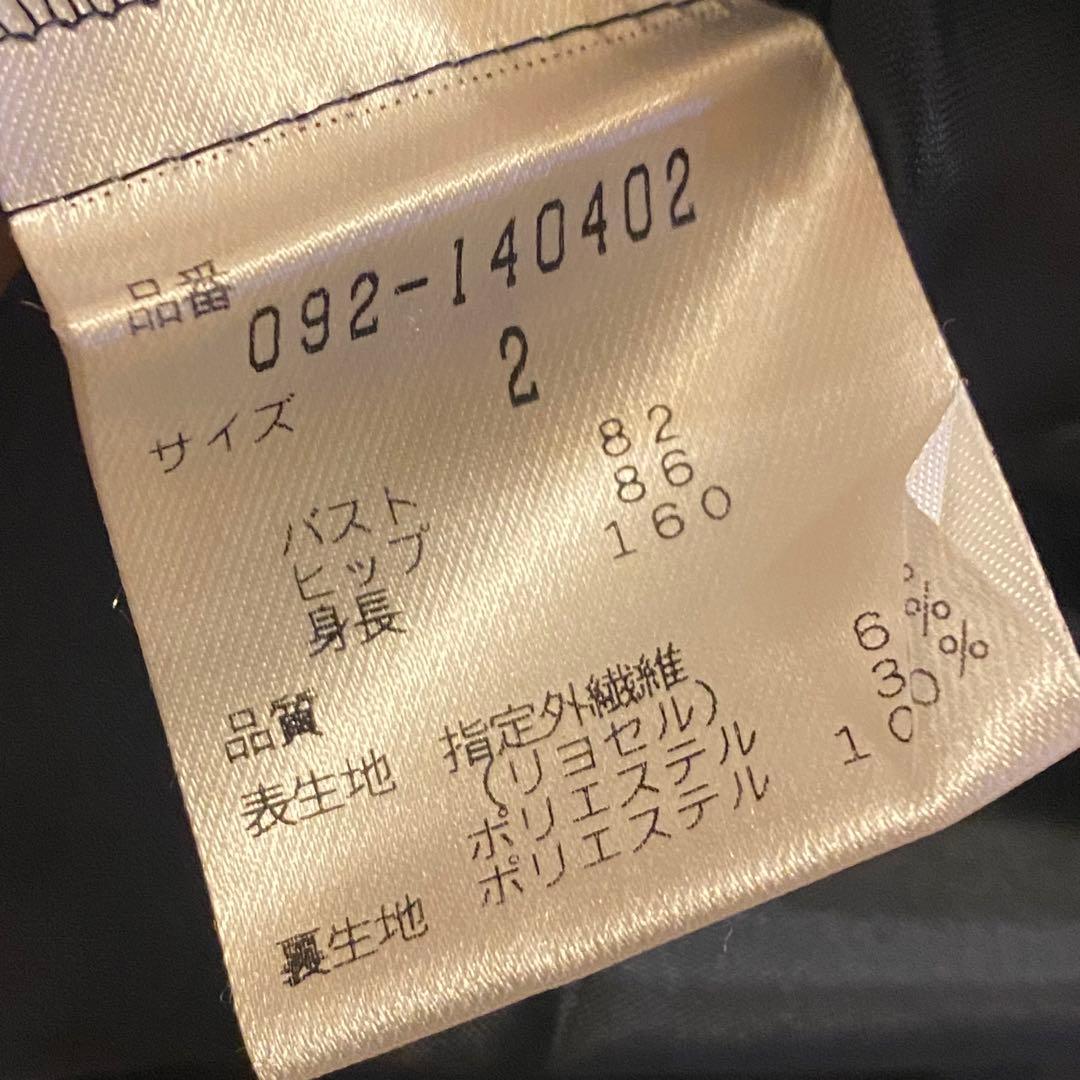 品番 092-140402
サイズ 2
バスト 82
ヒップ 86
身長 160
品質
表生地 指定外繊維
(リヨセル) 6 %
ポリエステル 3 %
裏生地 ポリエステル 100